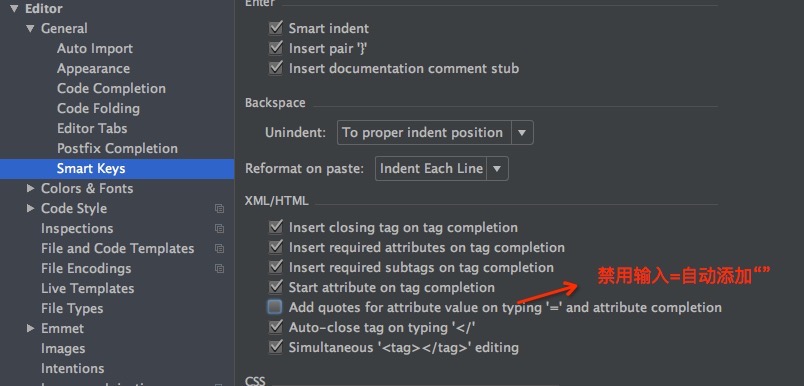 Editor
General
Auto Import
Appearance
Code Completion
Code Folding
Editor Tabs
Postfix Completion
Smart Keys
Colors & Fonts
Code Style
Inspections
File and Code Templates
File Encodings
Live Templates
File Types
Emmet
Images
Intentions
Enter
Smart indent
Insert pair '}'
Insert documentation comment stub
Backspace
Unindent: To proper indent position
Reformat on paste: Indent Each Line
XML/HTML
Insert closing tag on tag completion
Insert required attributes on tag completion
Insert required subtags on tag completion
Start attribute on tag completion
禁用输入=自动添加“”
Add quotes for attribute value on typing '=' and attribute completion
Auto-close tag on typing '</'
Simultaneous '<tag></tag>' editing
CSS